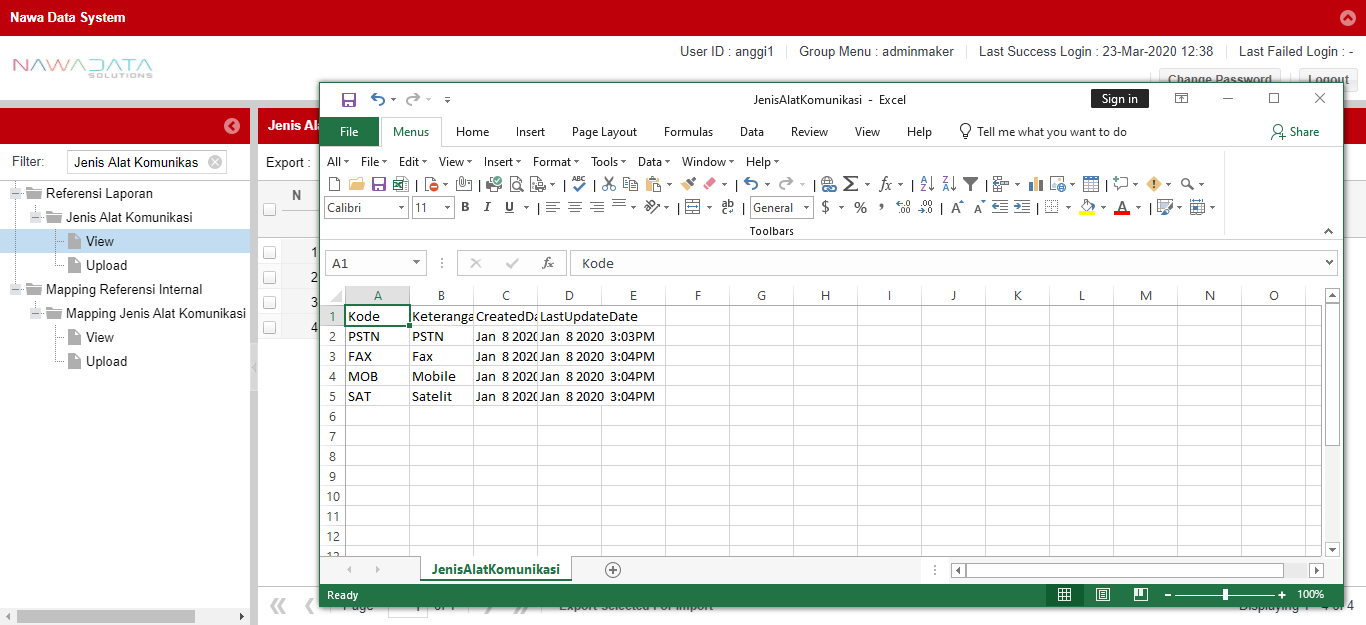 Nawa Data System
NAWADATA
SOLUTIONS
User ID : anggi1
Group Menu : adminmaker
Last Success Login : 23-Mar-2020 12:38
Last Failed Login : -
Change Password
Logout
Filter:
Jenis Alat Komunikas
Referensi Laporan
Jenis Alat Komunikasi
View
Upload
Mapping Referensi Internal
Mapping Jenis Alat Komunikasi
View
Upload
Jenis Al
Export :
N
1
2
3
4
JenisAlatKomunikasi - Excel
Sign in
File Menus Home Insert Page Layout Formulas Data Review View Help Tell me what you want to do
Share
All File Edit View Insert Format Tools Data Window Help
Calibri 11 B I U General $ % ,
Toolbars
A1 fx Kode
A B C D E F G H I J K L M N O
1 Kode Keteranga CreatedDa LastUpdateDate
2 PSTN PSTN Jan 8 2020 Jan 8 2020 3:03PM
3 FAX Fax Jan 8 2020 Jan 8 2020 3:04PM
4 MOB Mobile Jan 8 2020 Jan 8 2020 3:04PM
5 SAT Satelit Jan 8 2020 Jan 8 2020 3:04PM
6
7
8
9
10
11
12
13
JenisAlatKomunikasi
Ready
100%
Page 1 of 1
Export Selected For Import
Displaying 1 - 4 of 4